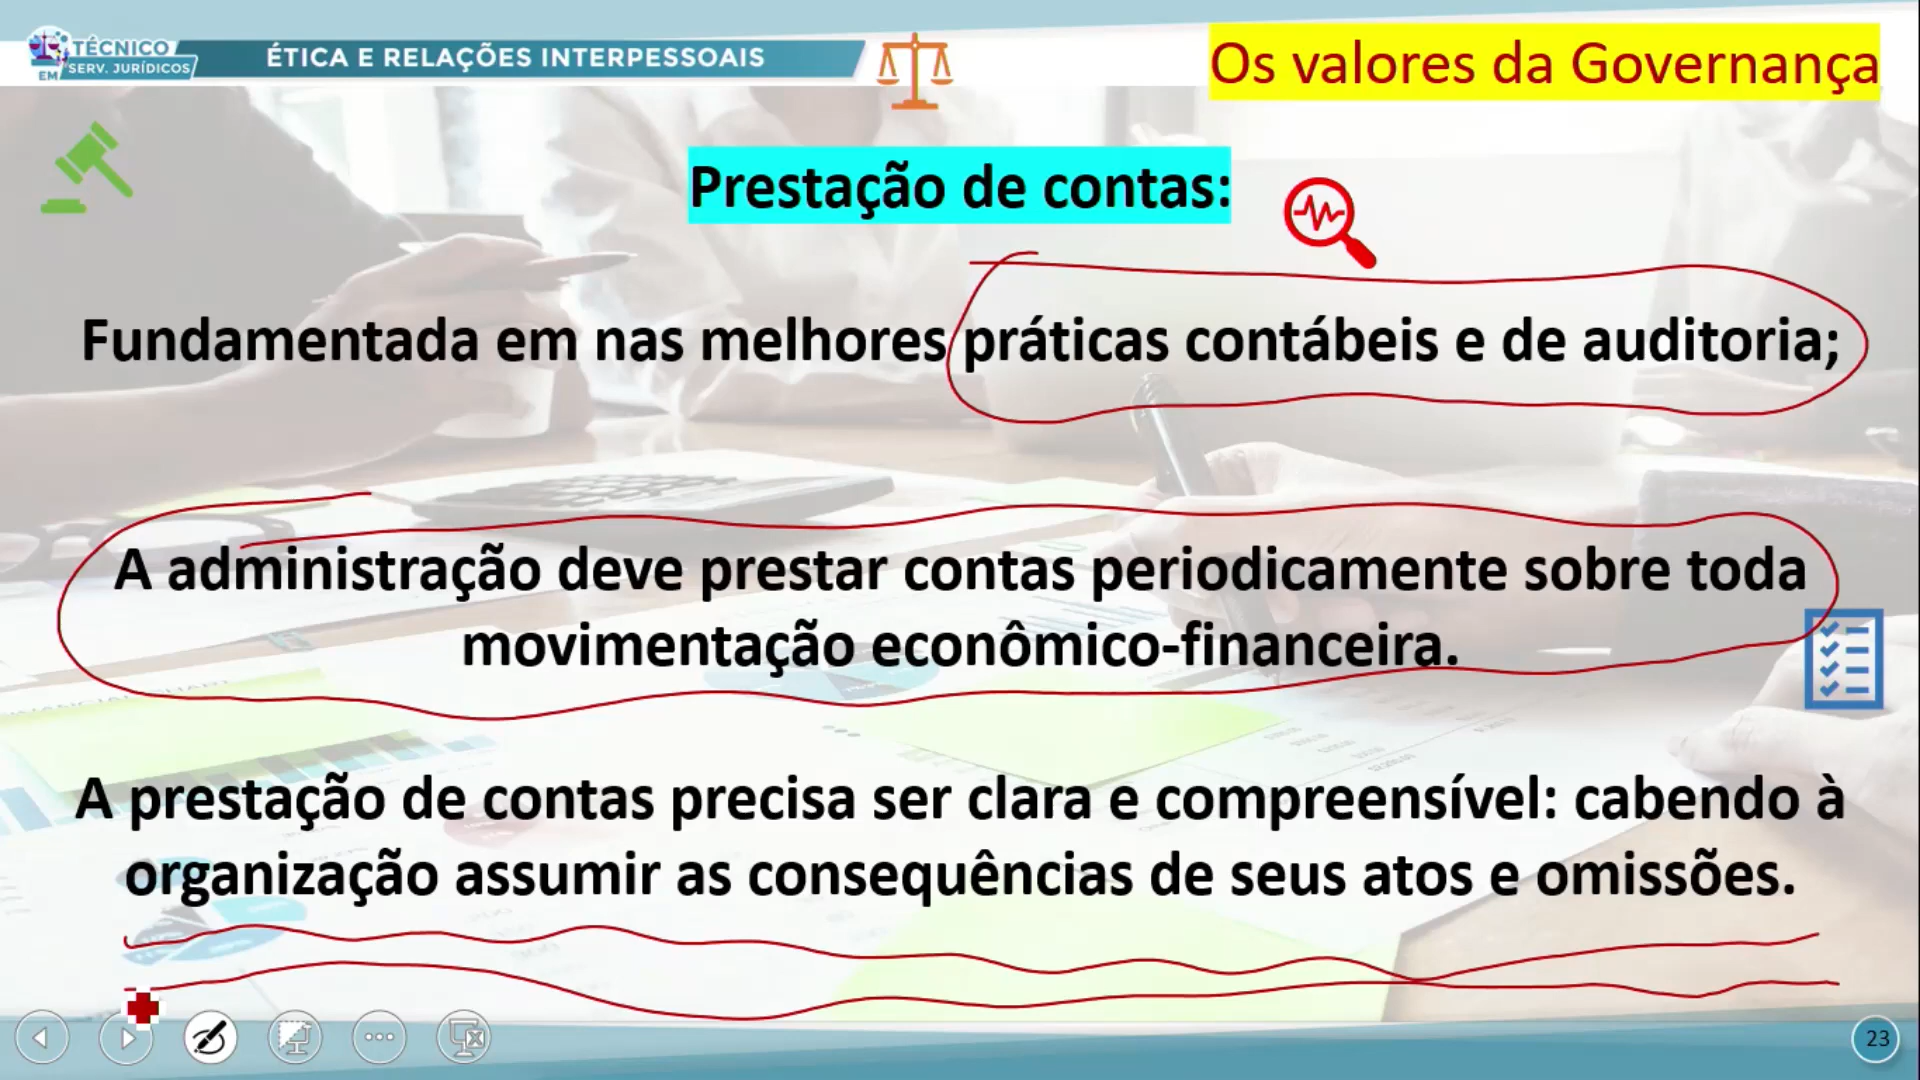 TÉCNICO
EM SERV. JURÍDICOS
ÉTICA E RELAÇÕES INTERPESSOAIS
Os valores da Governança
Prestação de contas:
Fundamentada em nas melhores práticas contábeis e de auditoria;
A administração deve prestar contas periodicamente sobre toda
movimentação econômico-financeira.
A prestação de contas precisa ser clara e compreensível: cabendo à
organização assumir as consequências de seus atos e omissões.
23